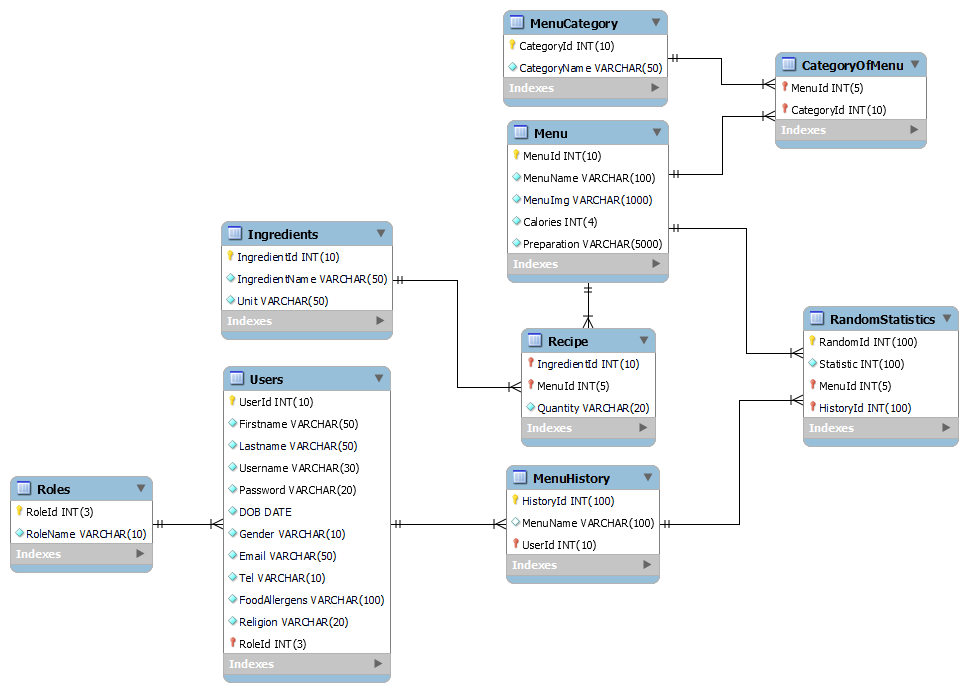 MenuCategory
CategoryId INT(10)
CategoryName VARCHAR(50)
Indexes
CategoryOfMenu
MenuId INT(5)
CategoryId INT(10)
Indexes
Menu
MenuId INT(10)
MenuName VARCHAR(100)
MenuImg VARCHAR(1000)
Calories INT(4)
Preparation VARCHAR(5000)
Indexes
Ingredients
IngredientId INT(10)
IngredientName VARCHAR(50)
Unit VARCHAR(50)
Indexes
RandomStatistics
RandomId INT(100)
Statistic INT(100)
MenuId INT(5)
HistoryId INT(100)
Indexes
Recipe
IngredientId INT(10)
MenuId INT(5)
Quantity VARCHAR(20)
Indexes
Users
UserId INT(10)
Firstname VARCHAR(50)
Lastname VARCHAR(50)
Username VARCHAR(30)
Password VARCHAR(20)
DOB DATE
Gender VARCHAR(10)
Email VARCHAR(50)
Tel VARCHAR(10)
FoodAllergens VARCHAR(100)
Religion VARCHAR(20)
RoleId INT(3)
Indexes
MenuHistory
HistoryId INT(100)
MenuName VARCHAR(100)
UserId INT(10)
Indexes
Roles
RoleId INT(3)
RoleName VARCHAR(10)
Indexes